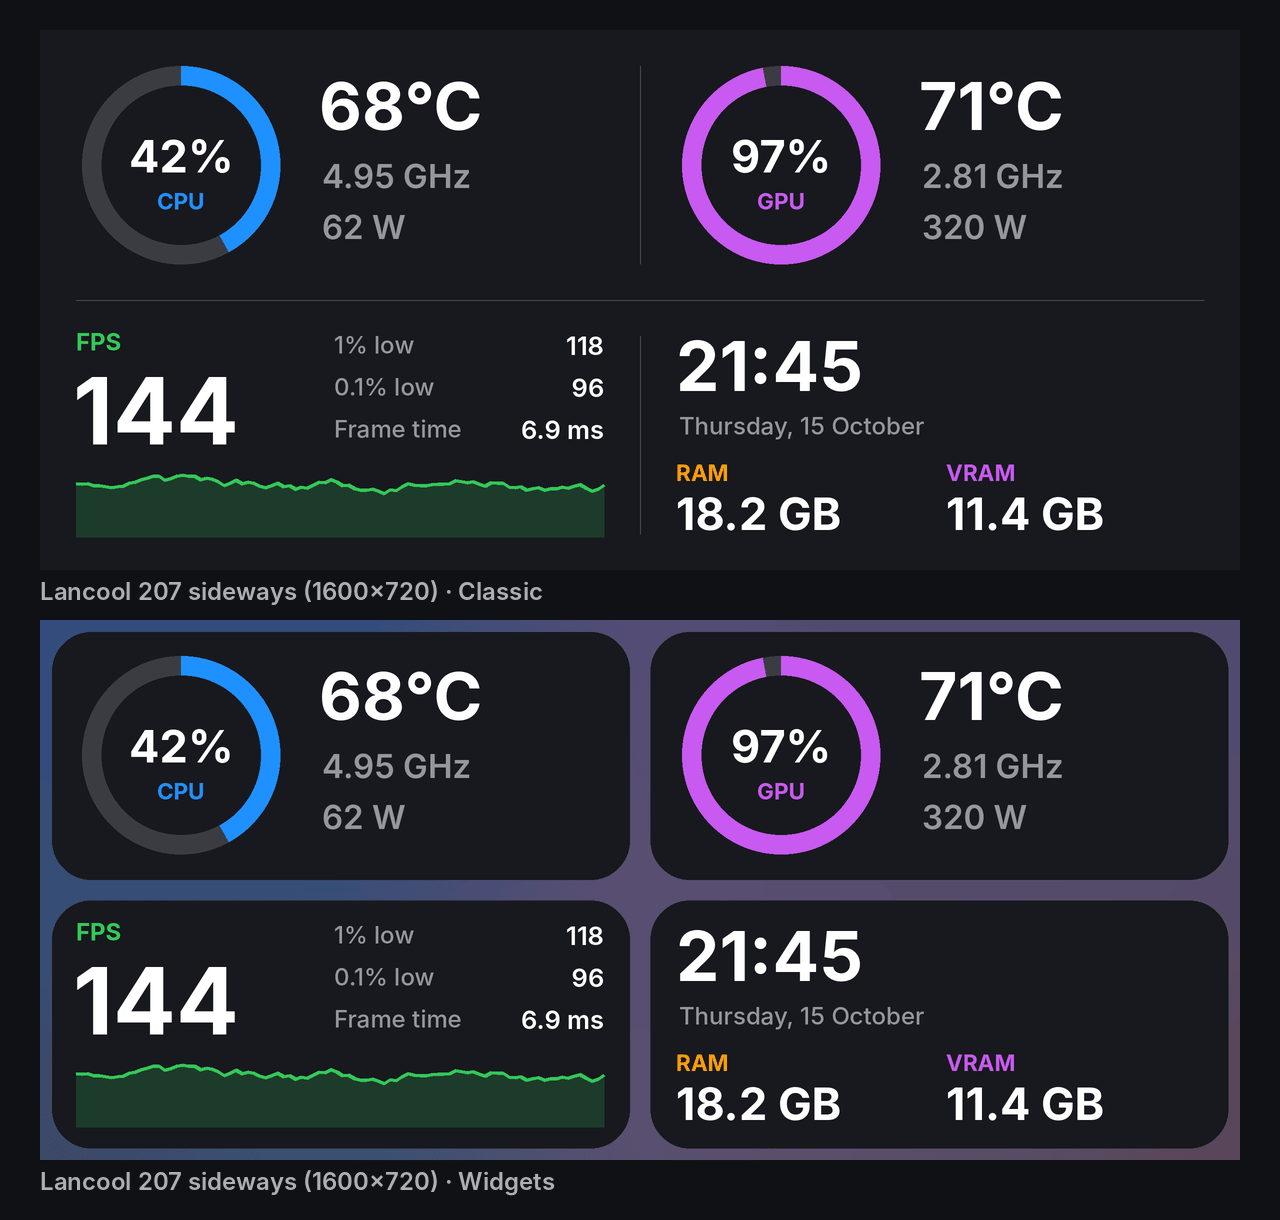 42%
CPU
68°C
4.95 GHz
62 W
97%
GPU
71°C
2.81 GHz
320 W
FPS
144
1% low 118
0.1% low 96
Frame time 6.9 ms
21:45
Thursday, 15 October
RAM
18.2 GB
VRAM
11.4 GB
Lancool 207 sideways (1600×720) · Classic
42%
CPU
68°C
4.95 GHz
62 W
97%
GPU
71°C
2.81 GHz
320 W
FPS
144
1% low 118
0.1% low 96
Frame time 6.9 ms
21:45
Thursday, 15 October
RAM
18.2 GB
VRAM
11.4 GB
Lancool 207 sideways (1600×720) · Widgets